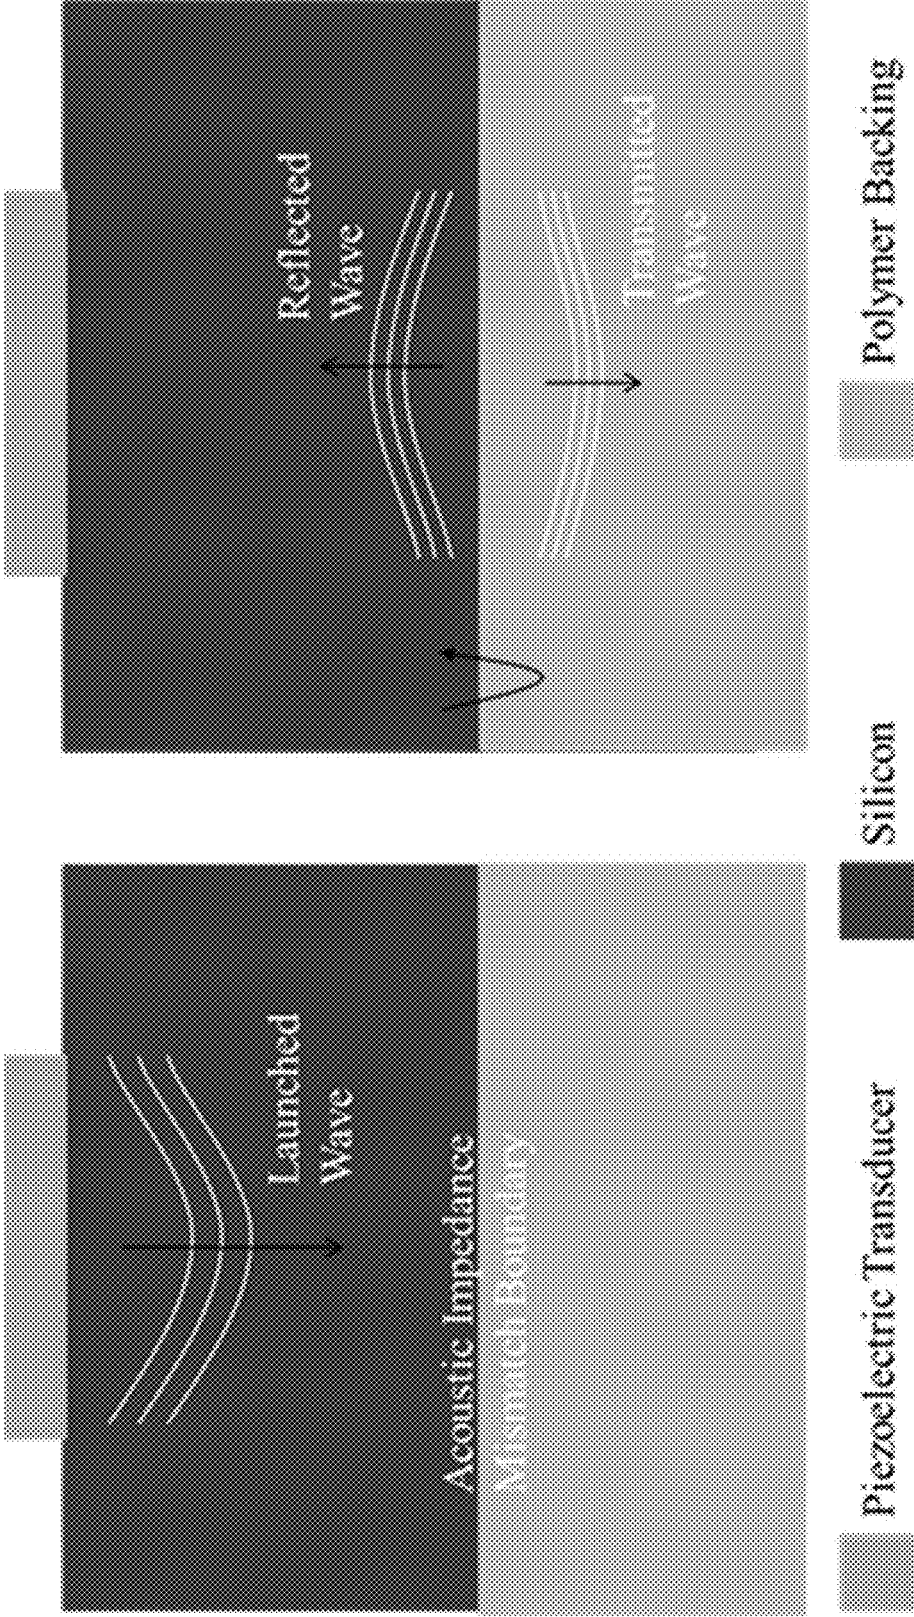 Launched
Wave
Acoustic Impedance
Mismatch Boundary
Reflected
Wave
Transmitted
Wave
Piezoelectric Transducer
Silicon
Polymer Backing